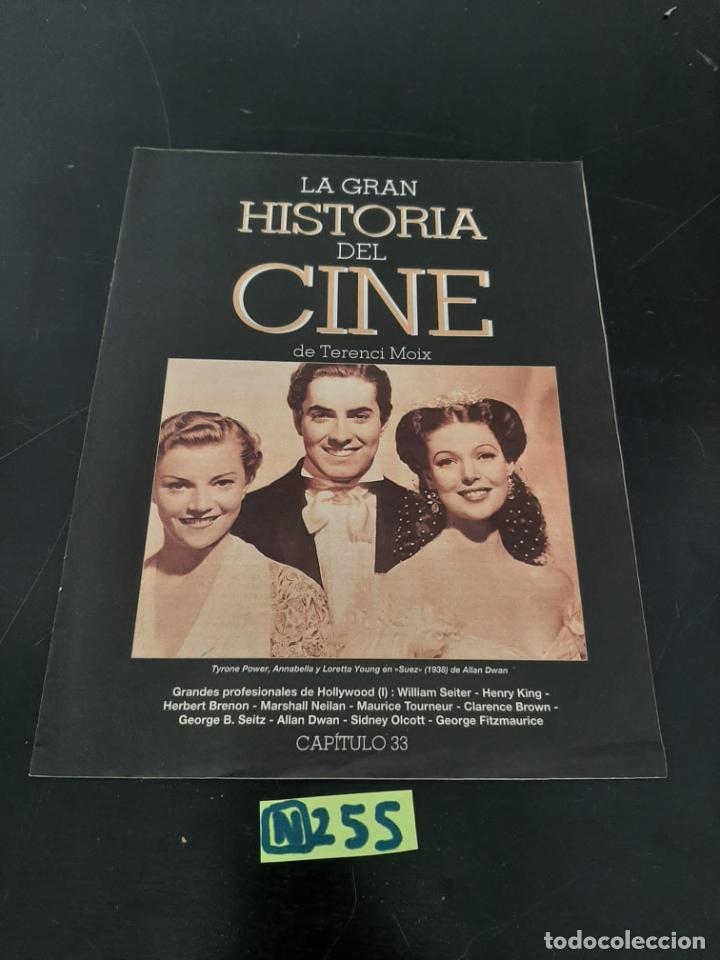 LA GRAN
HISTORIA
DEL
CINE
de Terenci Moix
Tyrone Power, Annabella y Loretta Young en «Suez» (1938) de Allan Dwan
Grandes profesionales de Hollywood (I) : William Seiter - Henry King -
Herbert Brenon - Marshall Neilan - Maurice Tourneur - Clarence Brown -
George B. Seitz - Allan Dwan - Sidney Olcott - George Fitzmaurice
CAPÍTULO 33
N 255
todocoleccion